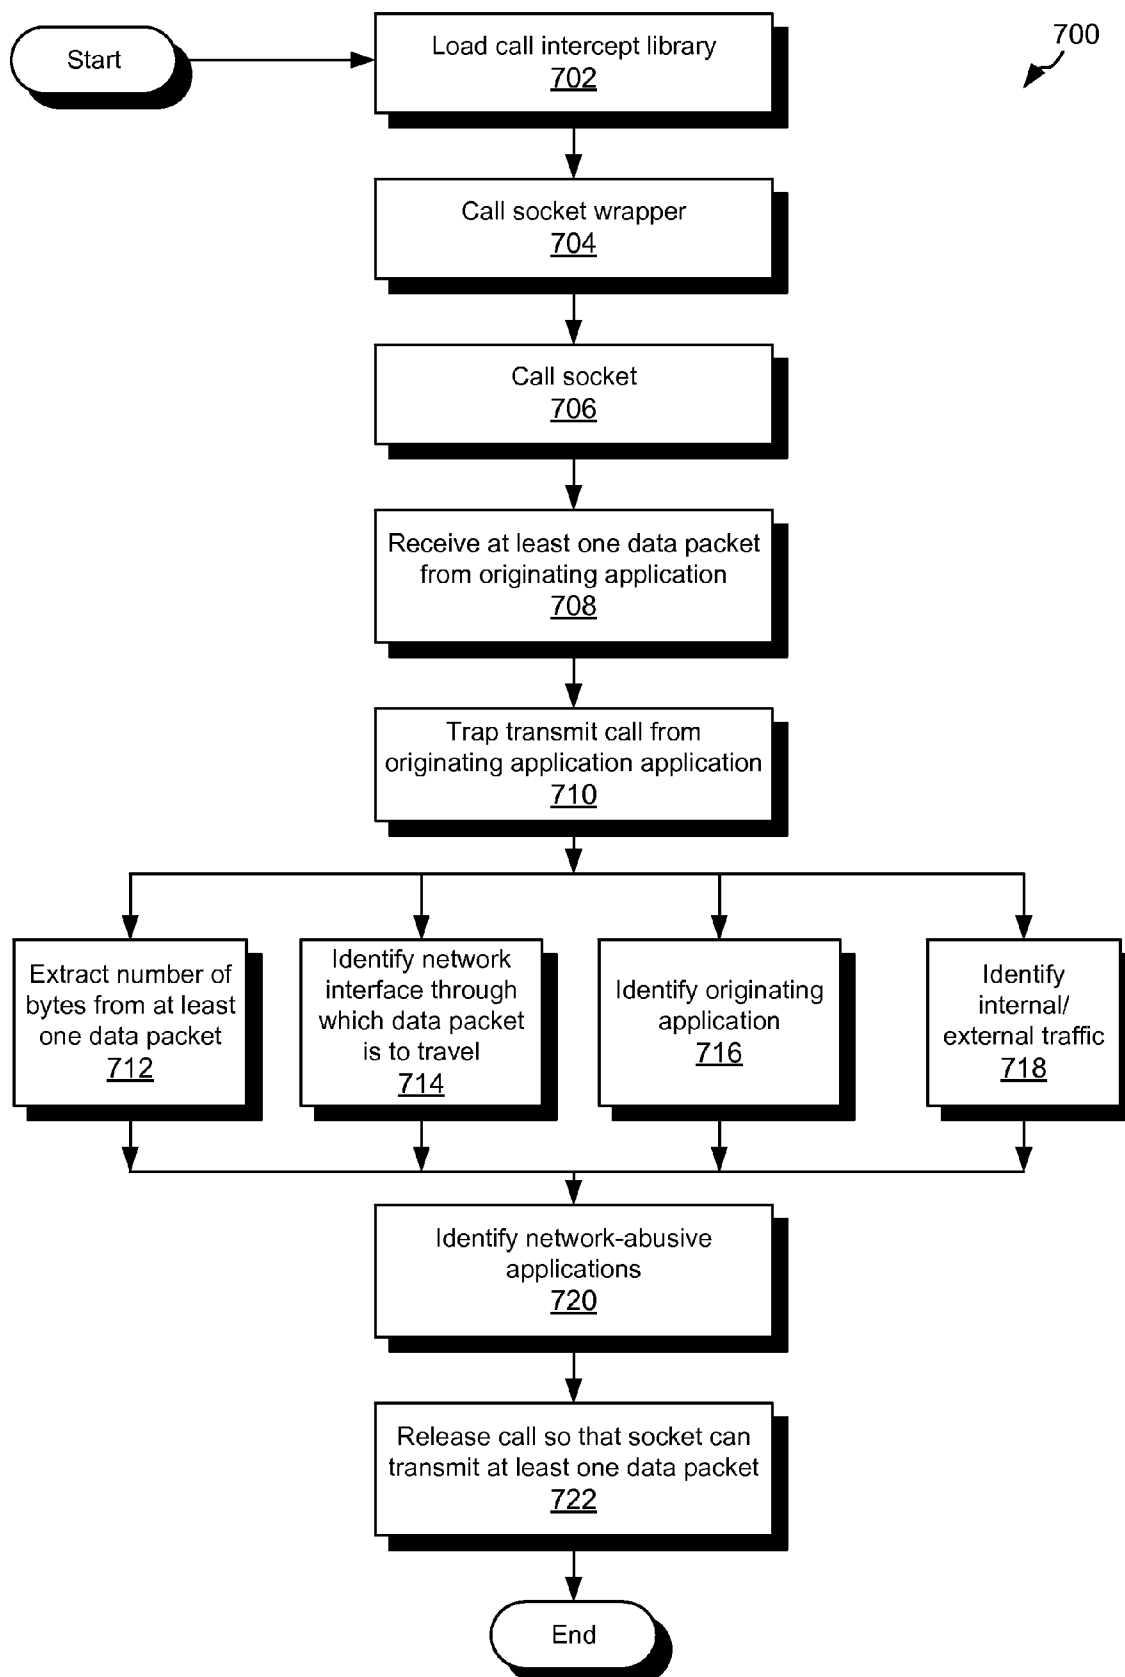 Start
Load call intercept library
702
700
Call socket wrapper
704
Call socket
706
Receive at least one data packet
from originating application
708
Trap transmit call from
originating application application
710
Extract number of
bytes from at least
one data packet
712
Identify network
interface through
which data packet
is to travel
714
Identify originating
application
716
Identify
internal/
external traffic
718
Identify network-abusive
applications
720
Release call so that socket can
transmit at least one data packet
722
End